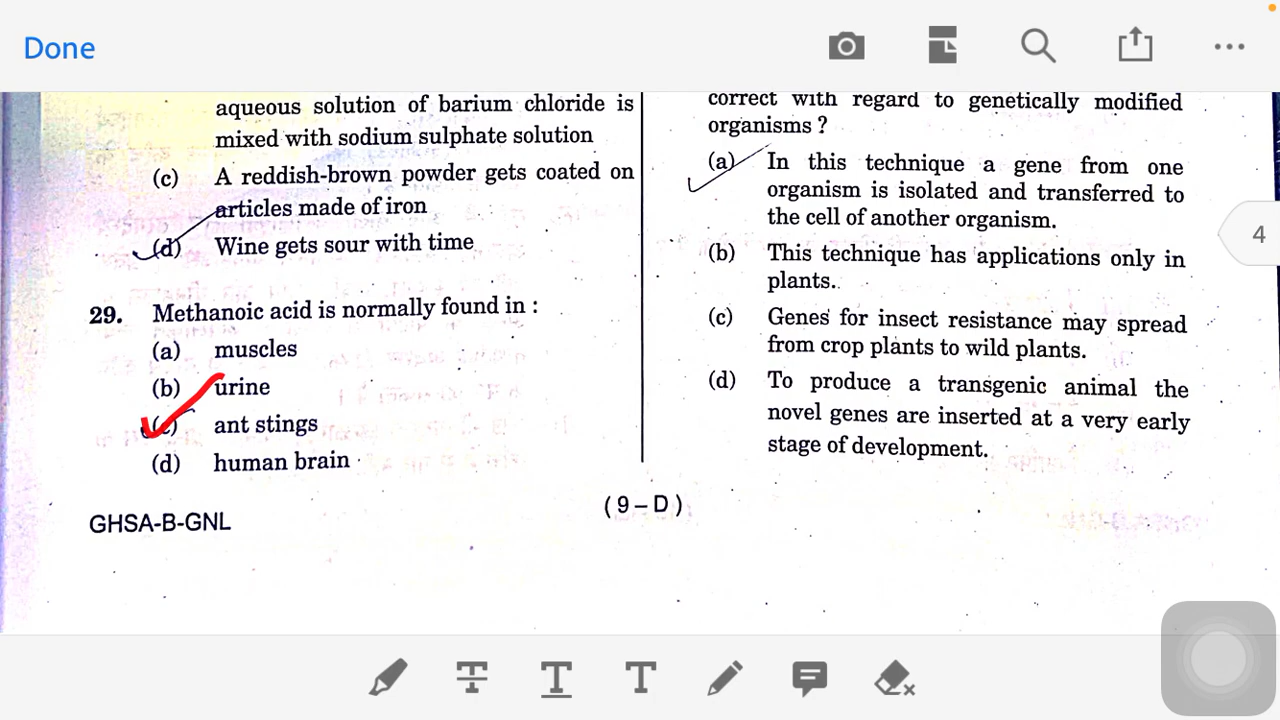 Done
aqueous solution of barium chloride is
mixed with sodium sulphate solution
(c) A reddish-brown powder gets coated on
articles made of iron
(d) Wine gets sour with time
29. Methanoic acid is normally found in :
(a) muscles
(b) urine
(c) ant stings
(d) human brain
GHSA-B-GNL
(9-D)
correct with regard to genetically modified
organisms ?
(a) In this technique a gene from one
organism is isolated and transferred to
the cell of another organism.
(b) This technique has applications only in
plants.
(c) Genes for insect resistance may spread
from crop plants to wild plants.
(d) To produce a transgenic animal the
novel genes are inserted at a very early
stage of development.
4